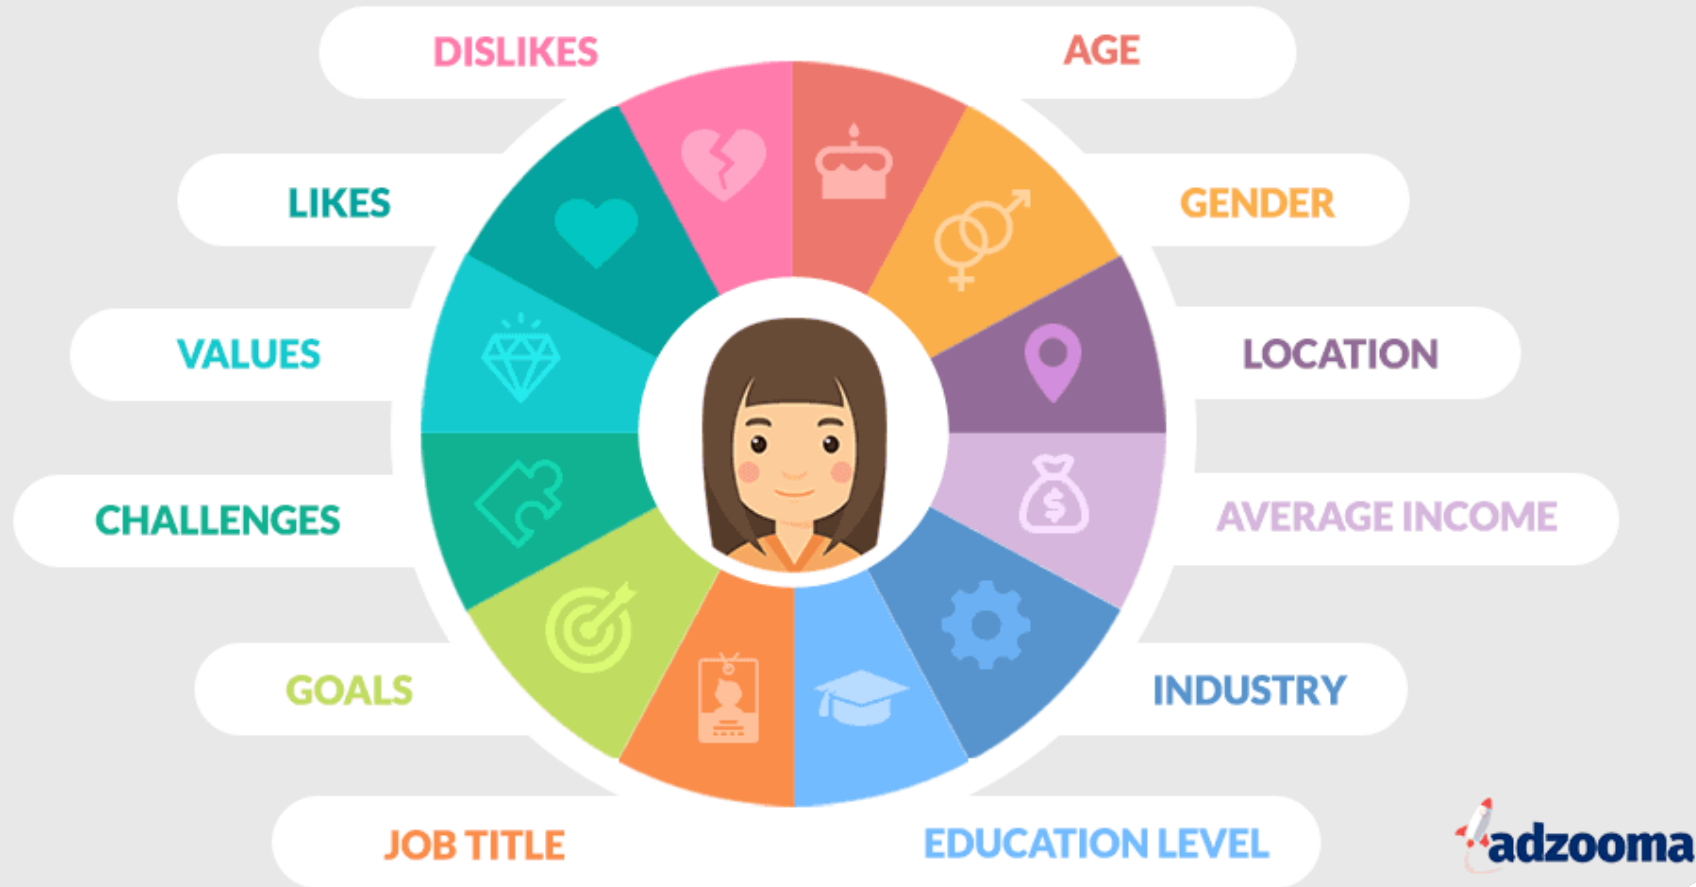 DISLIKES
AGE
LIKES
GENDER
VALUES
LOCATION
$
CHALLENGES
AVERAGE INCOME
GOALS
INDUSTRY
JOB TITLE
EDUCATION LEVEL
adzooma